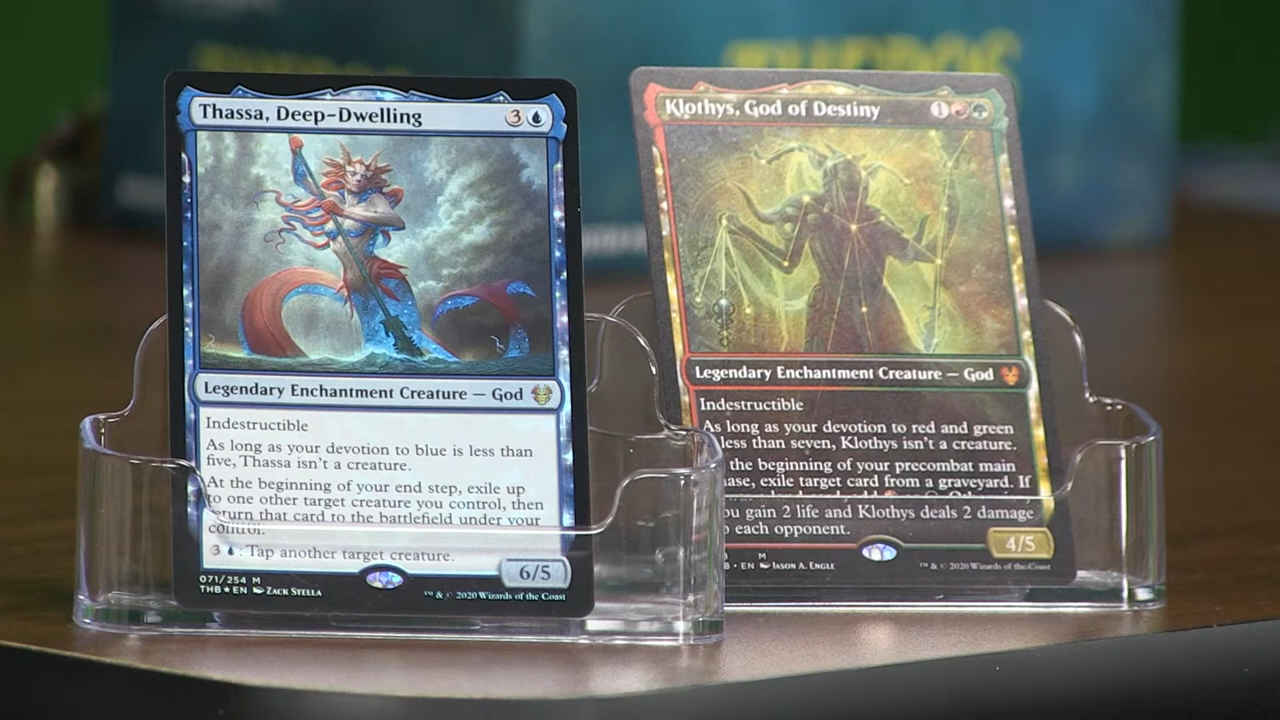 THEROS
Thassa, Deep-Dwelling
3
Legendary Enchantment Creature — God
Indestructible
As long as your devotion to blue is less than
five, Thassa isn't a creature.
At the beginning of your end step, exile up
to one other target creature you control, then
return that card to the battlefield under your
control.
3 : Tap another target creature.
6/5
071/254 M
THB ★ EN Zack Stella
™ & © 2020 Wizards of the Coast
Klothys, God of Destiny
1
Legendary Enchantment Creature — God
Indestructible
As long as your devotion to red and green
less than seven, Klothys isn't a creature.
the beginning of your precombat main
exile target card from a graveyard. If
you gain 2 life and Klothys deals 2 damage
each opponent.
4/5
M
• EN Jason A. Engle
™ & © 2020 Wizards of the Coast